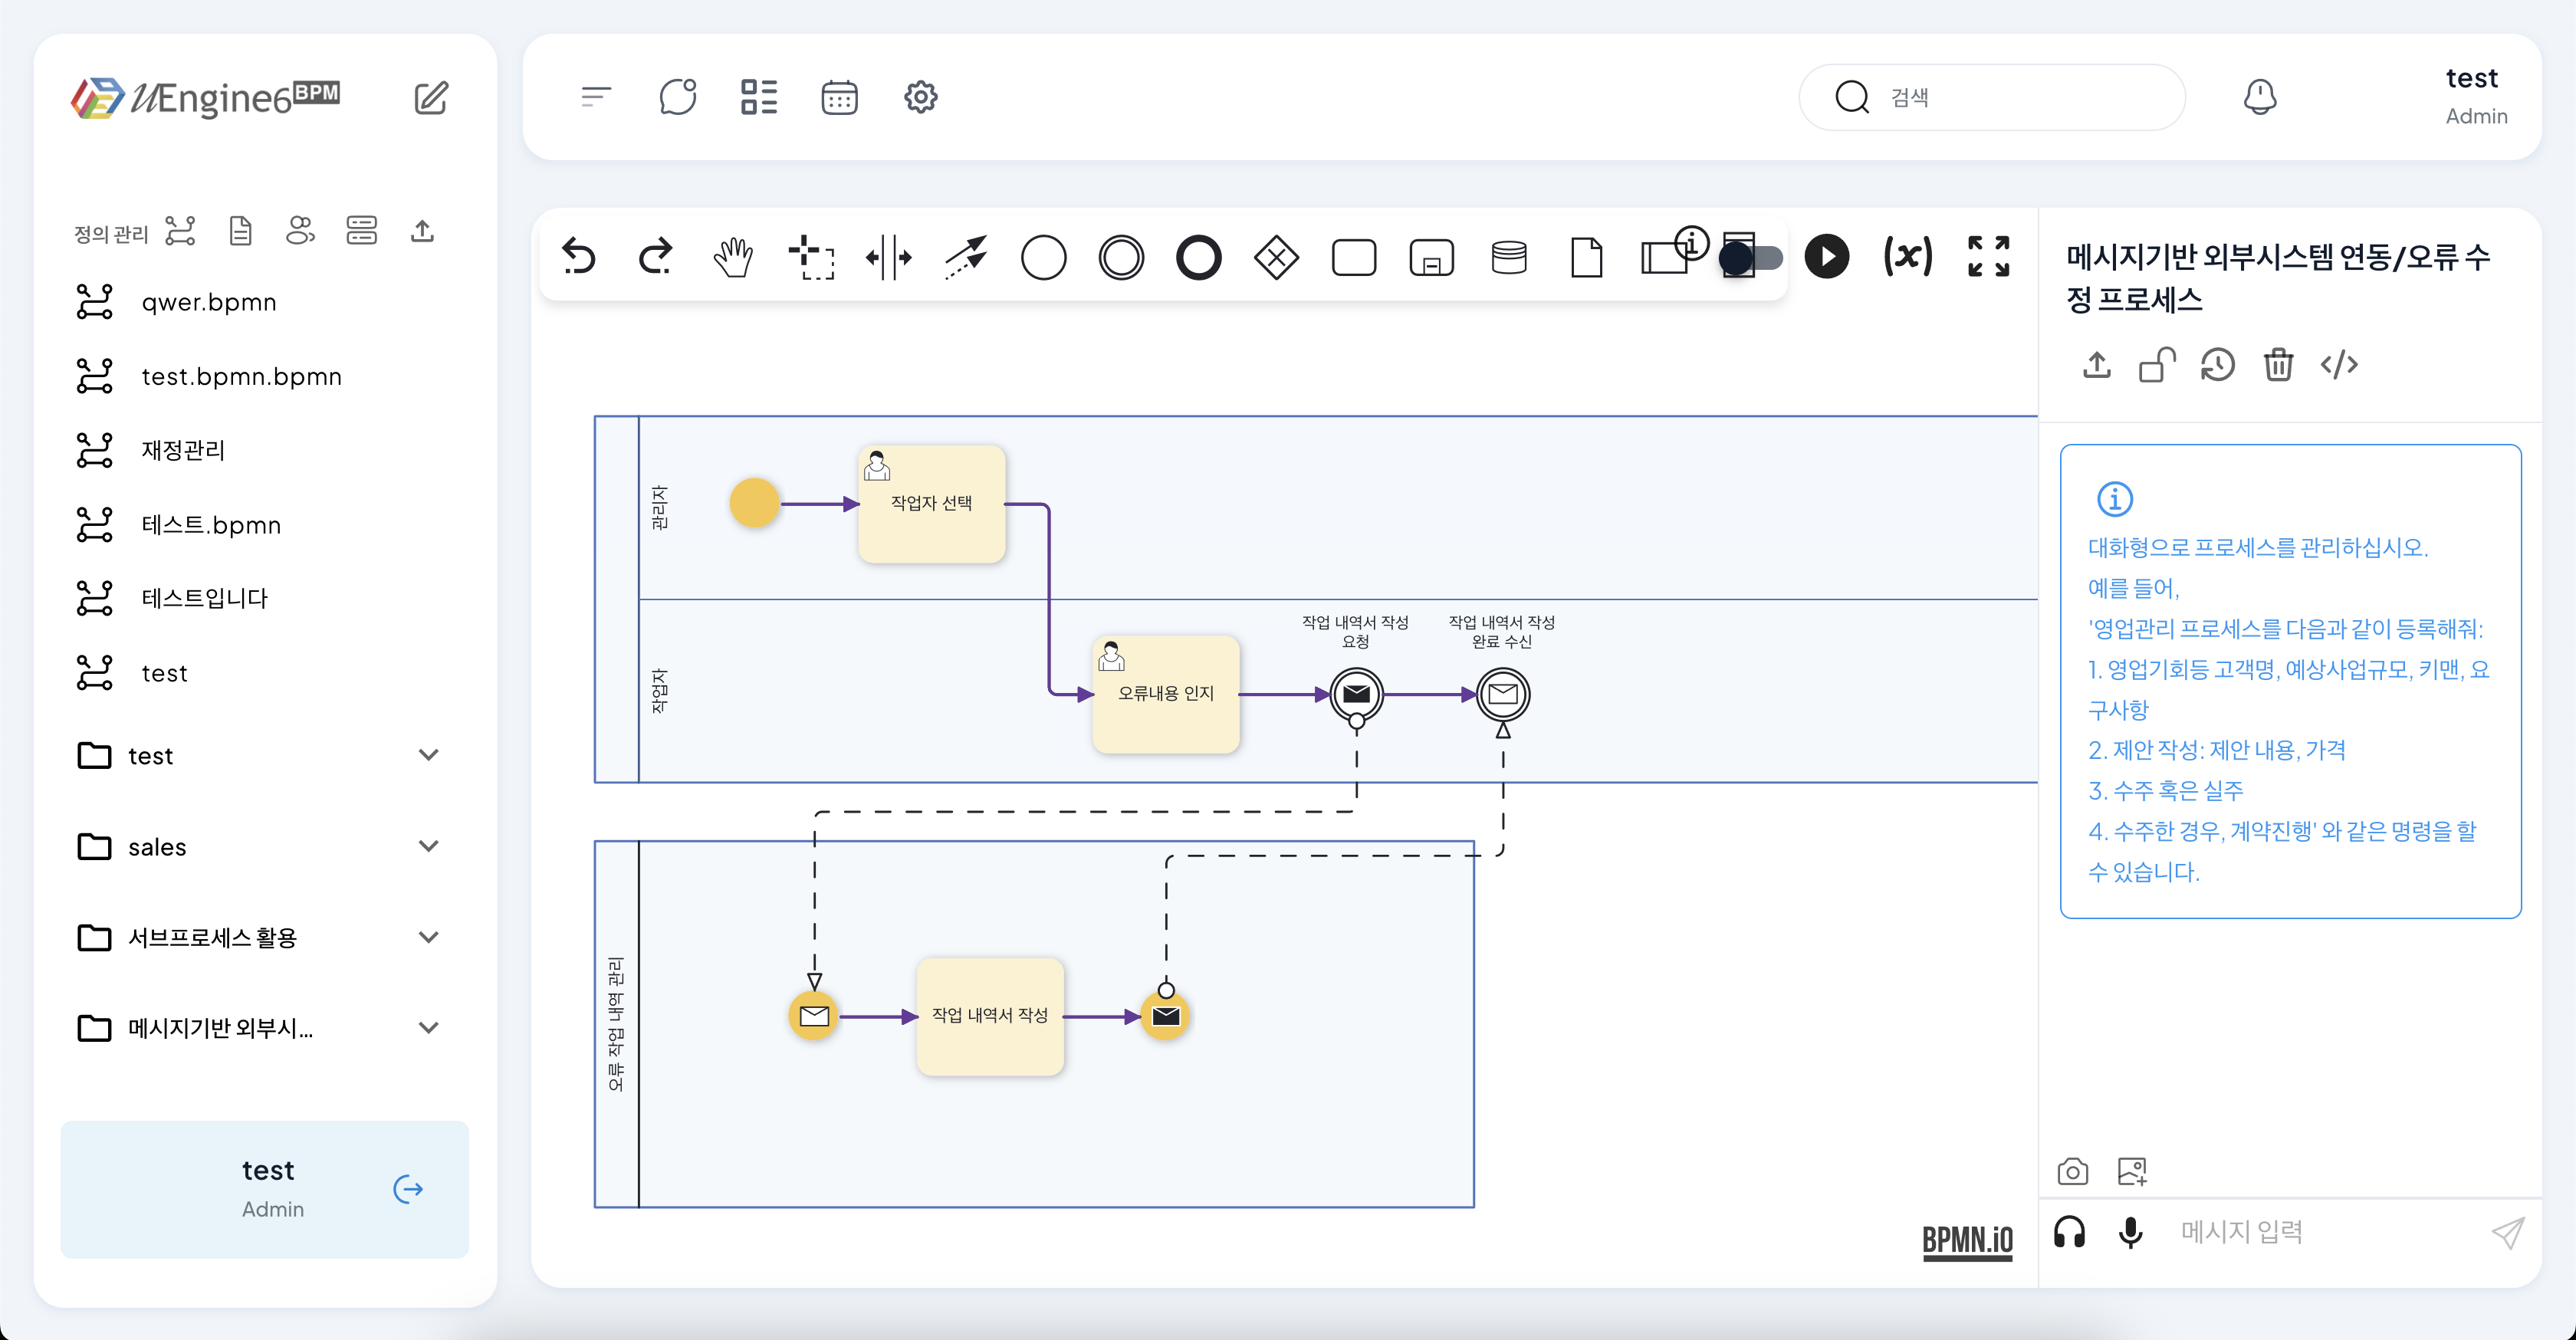 uEngine6 BPM
정의 관리
qwer.bpmn
test.bpmn.bpmn
재정관리
테스트.bpmn
테스트입니다
test
test
sales
서브프로세스 활용
메시지기반 외부시...
test
Admin
검색
test
Admin
(x)
관리자
작업자 선택
작업자
오류내용 인지
작업 내역서 작성
요청
작업 내역서 작성
완료 수신
오류 작업 내역 관리
작업 내역서 작성
BPMN.iO
메시지기반 외부시스템 연동/오류 수
정 프로세스
대화형으로 프로세스를 관리하십시오.
예를 들어,
'영업관리 프로세스를 다음과 같이 등록해줘:
1. 영업기회등 고객명, 예상사업규모, 키맨, 요
구사항
2. 제안 작성: 제안 내용, 가격
3. 수주 혹은 실주
4. 수주한 경우, 계약진행' 와 같은 명령을 할
수 있습니다.
메시지 입력